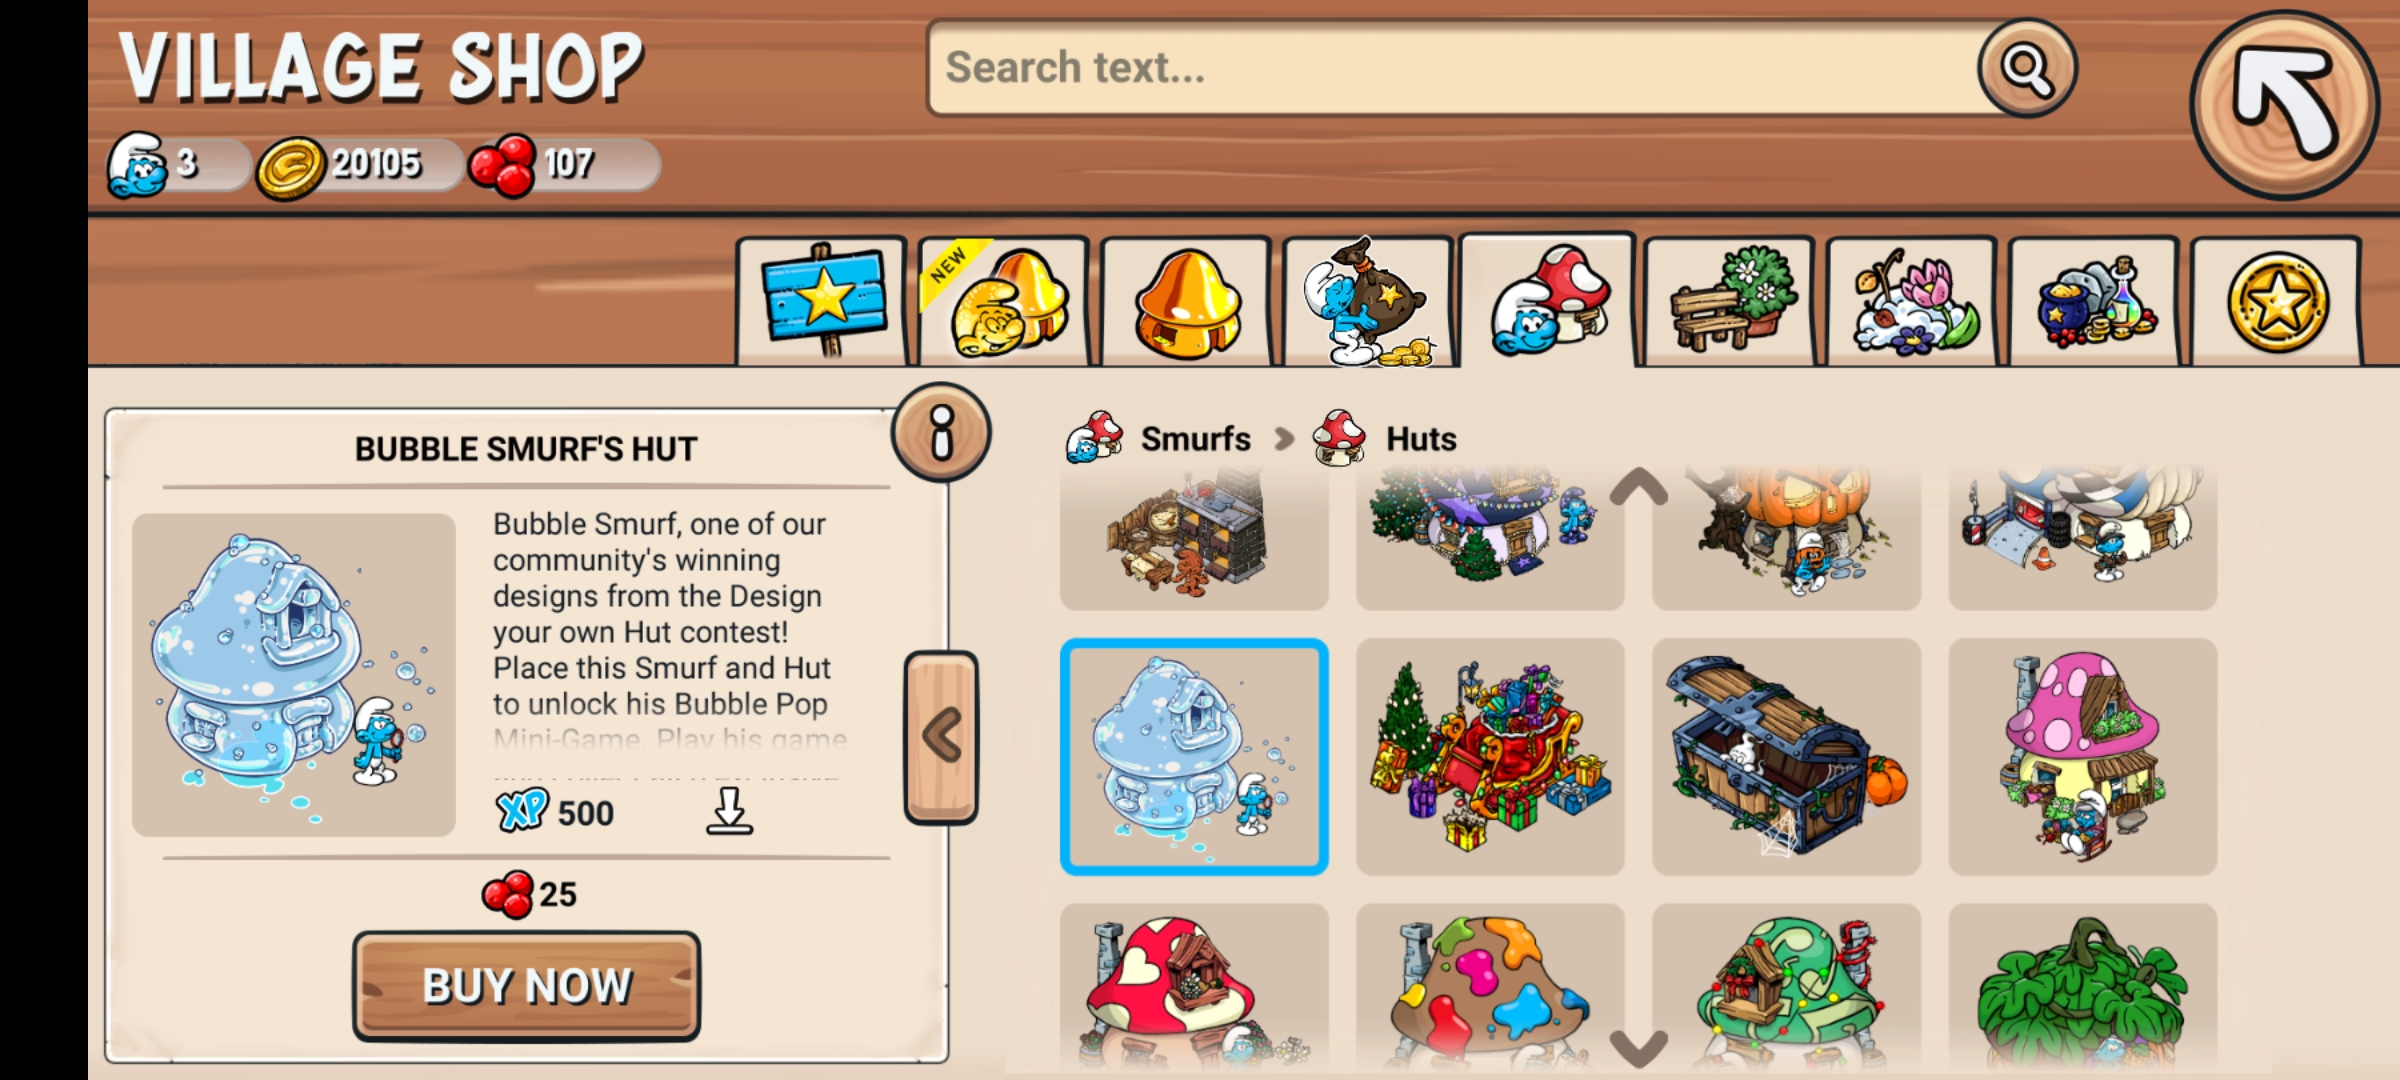 VILLAGE SHOP
Search text...
3
20105
107
NEW
BUBBLE SMURF'S HUT
Smurfs
Huts
Bubble Smurf, one of our
community's winning
designs from the Design
your own Hut contest!
Place this Smurf and Hut
to unlock his Bubble Pop
Mini-Game. Play his game
XP 500
25
BUY NOW